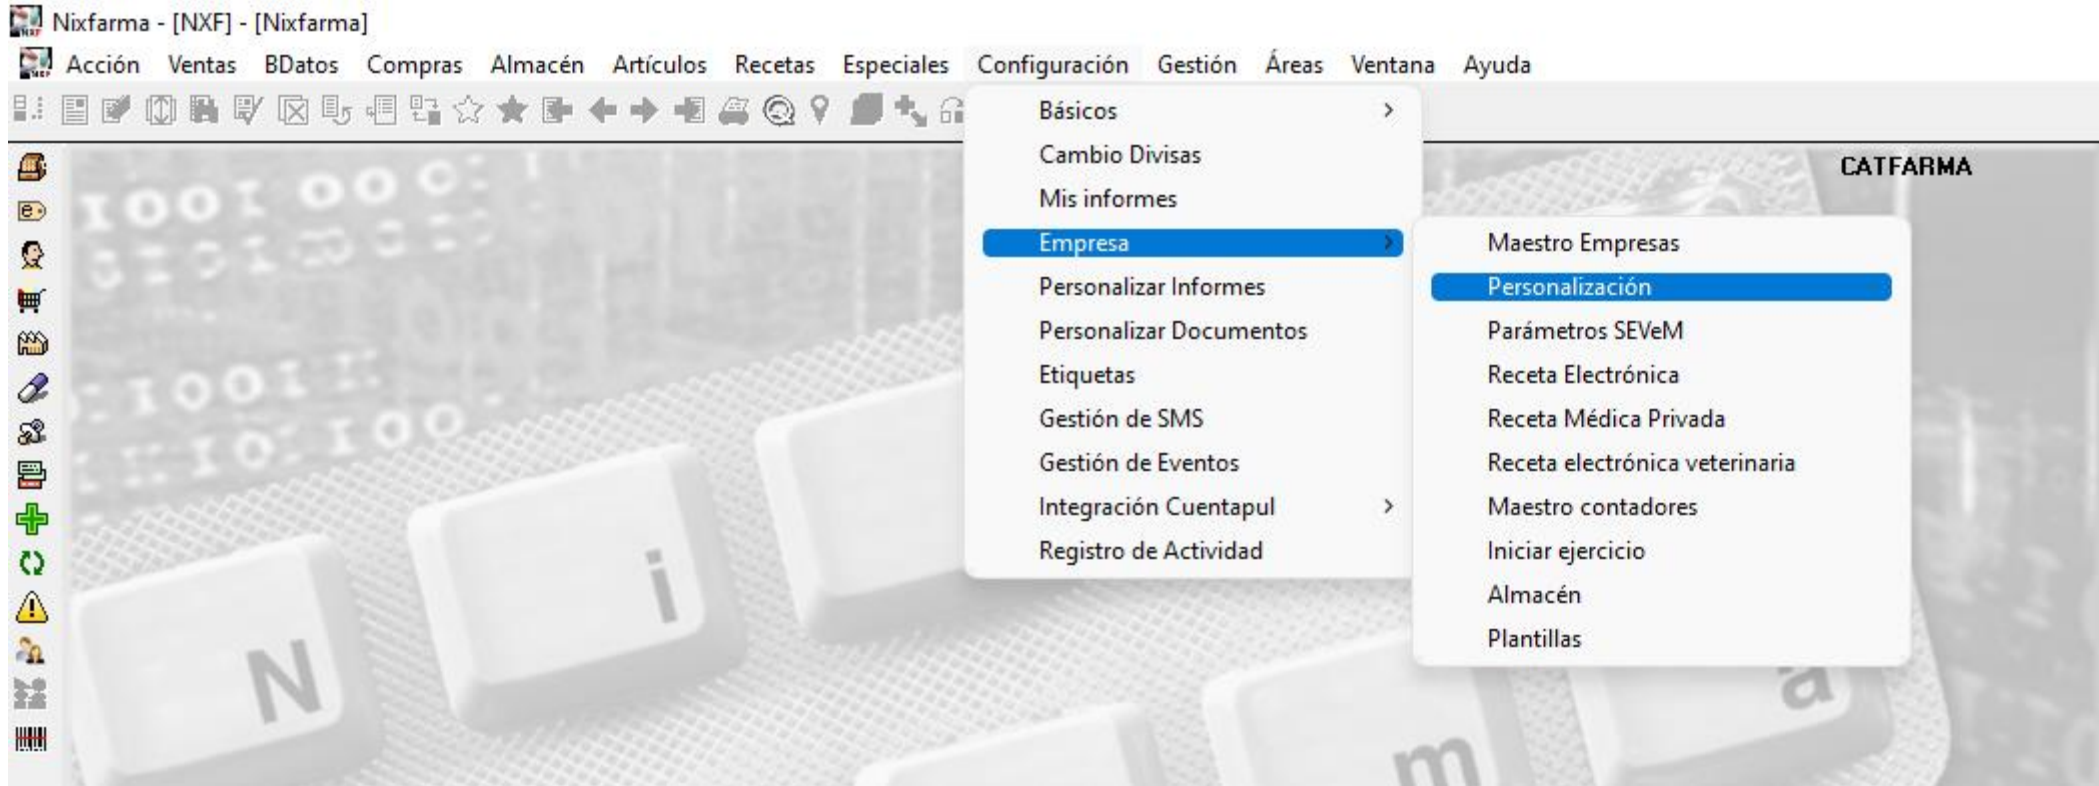 Nixfarma - [NXF] - [Nixfarma]
Acción Ventas BDatos Compras Almacén Artículos Recetas Especiales Configuración Gestión Áreas Ventana Ayuda
Básicos
Cambio Divisas
Mis informes
Empresa
Personalizar Informes
Personalizar Documentos
Etiquetas
Gestión de SMS
Gestión de Eventos
Integración Cuentapul
Registro de Actividad
CATFARMA
Maestro Empresas
Personalización
Parámetros SEVeM
Receta Electrónica
Receta Médica Privada
Receta electrónica veterinaria
Maestro contadores
Iniciar ejercicio
Almacén
Plantillas
N i
m a